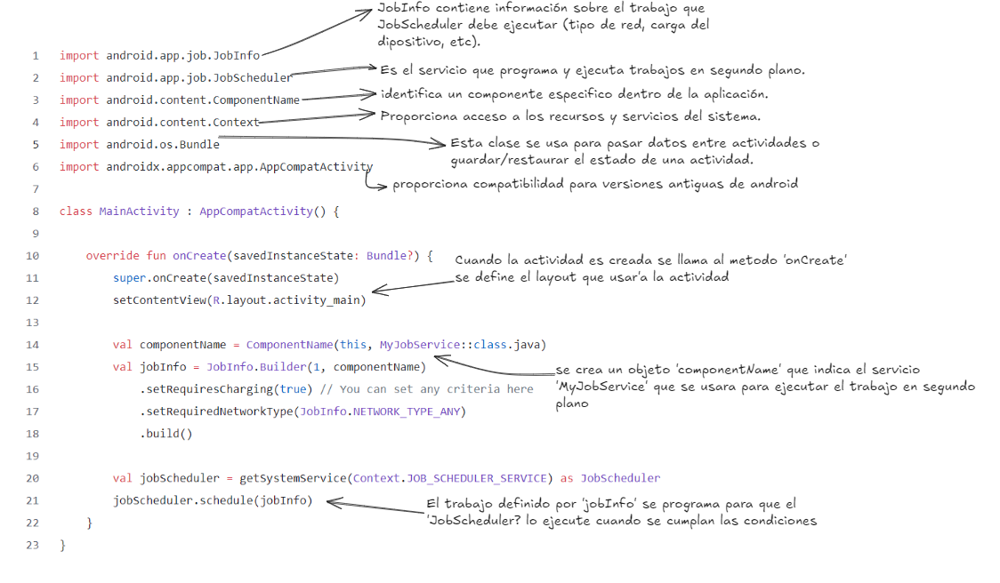 JobInfo contiene información sobre el trabajo que
JobScheduler debe ejecutar (tipo de red, carga del
dipositivo, etc).
1 import android.app.job.JobInfo
2 import android.app.job.JobScheduler
Es el servicio que programa y ejecuta trabajos en segundo plano.
3 import android.content.ComponentName
identifica un componente especifico dentro de la aplicación.
4 import android.content.Context
Proporciona acceso a los recursos y servicios del sistema.
5 import android.os.Bundle
Esta clase se usa para pasar datos entre actividades o
guardar/restaurar el estado de una actividad.
6 import androidx.appcompat.app.AppCompatActivity
proporciona compatibilidad para versiones antiguas de android
7
8 class MainActivity : AppCompatActivity() {
9
10 override fun onCreate(savedInstanceState: Bundle?) {
Cuando la actividad es creada se llama al metodo 'onCreate'
se define el layout que usar'a la actividad
11 super.onCreate(savedInstanceState)
12 setContentView(R.layout.activity_main)
13
14 val componentName = ComponentName(this, MyJobService::class.java)
15 val jobInfo = JobInfo.Builder(1, componentName)
se crea un objeto 'componentName' que indica el servicio
'MyJobService' que se usara para ejecutar el trabajo en segundo
plano
16 .setRequiresCharging(true) // You can set any criteria here
17 .setRequiredNetworkType(JobInfo.NETWORK_TYPE_ANY)
18 .build()
19
20 val jobScheduler = getSystemService(Context.JOB_SCHEDULER_SERVICE) as JobScheduler
21 jobScheduler.schedule(jobInfo)
El trabajo definido por 'jobInfo' se programa para que el
'JobScheduler? lo ejecute cuando se cumplan las condiciones
22 }
23 }